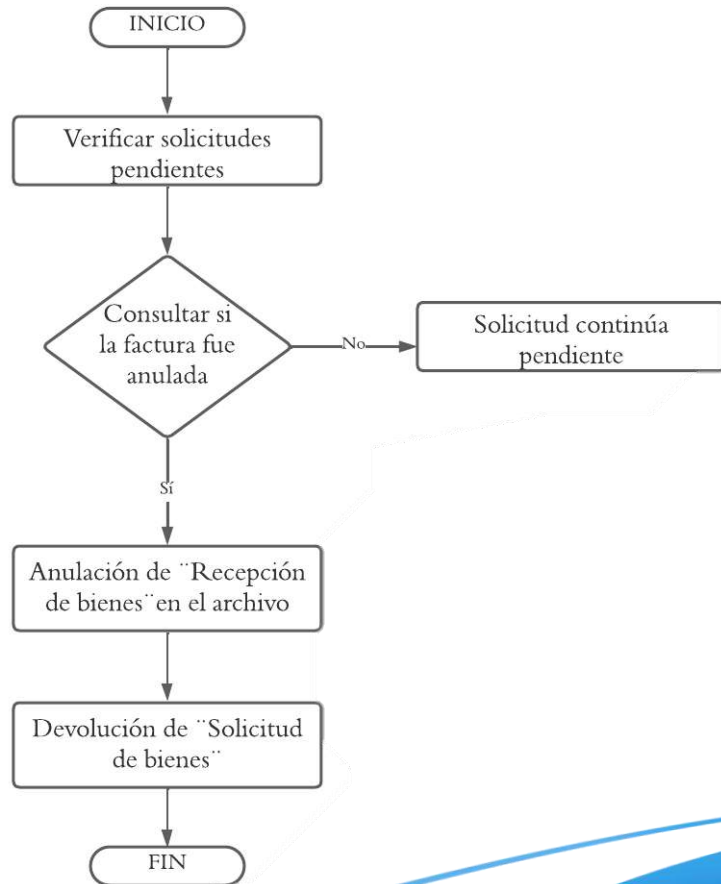 INICIO
Verificar solicitudes
pendientes
Consultar si
la factura fue
anulada
No
Solicitud continúa
pendiente
Sí
Anulación de ¨Recepción
de bienes¨en el archivo
Devolución de ¨Solicitud
de bienes¨
FIN